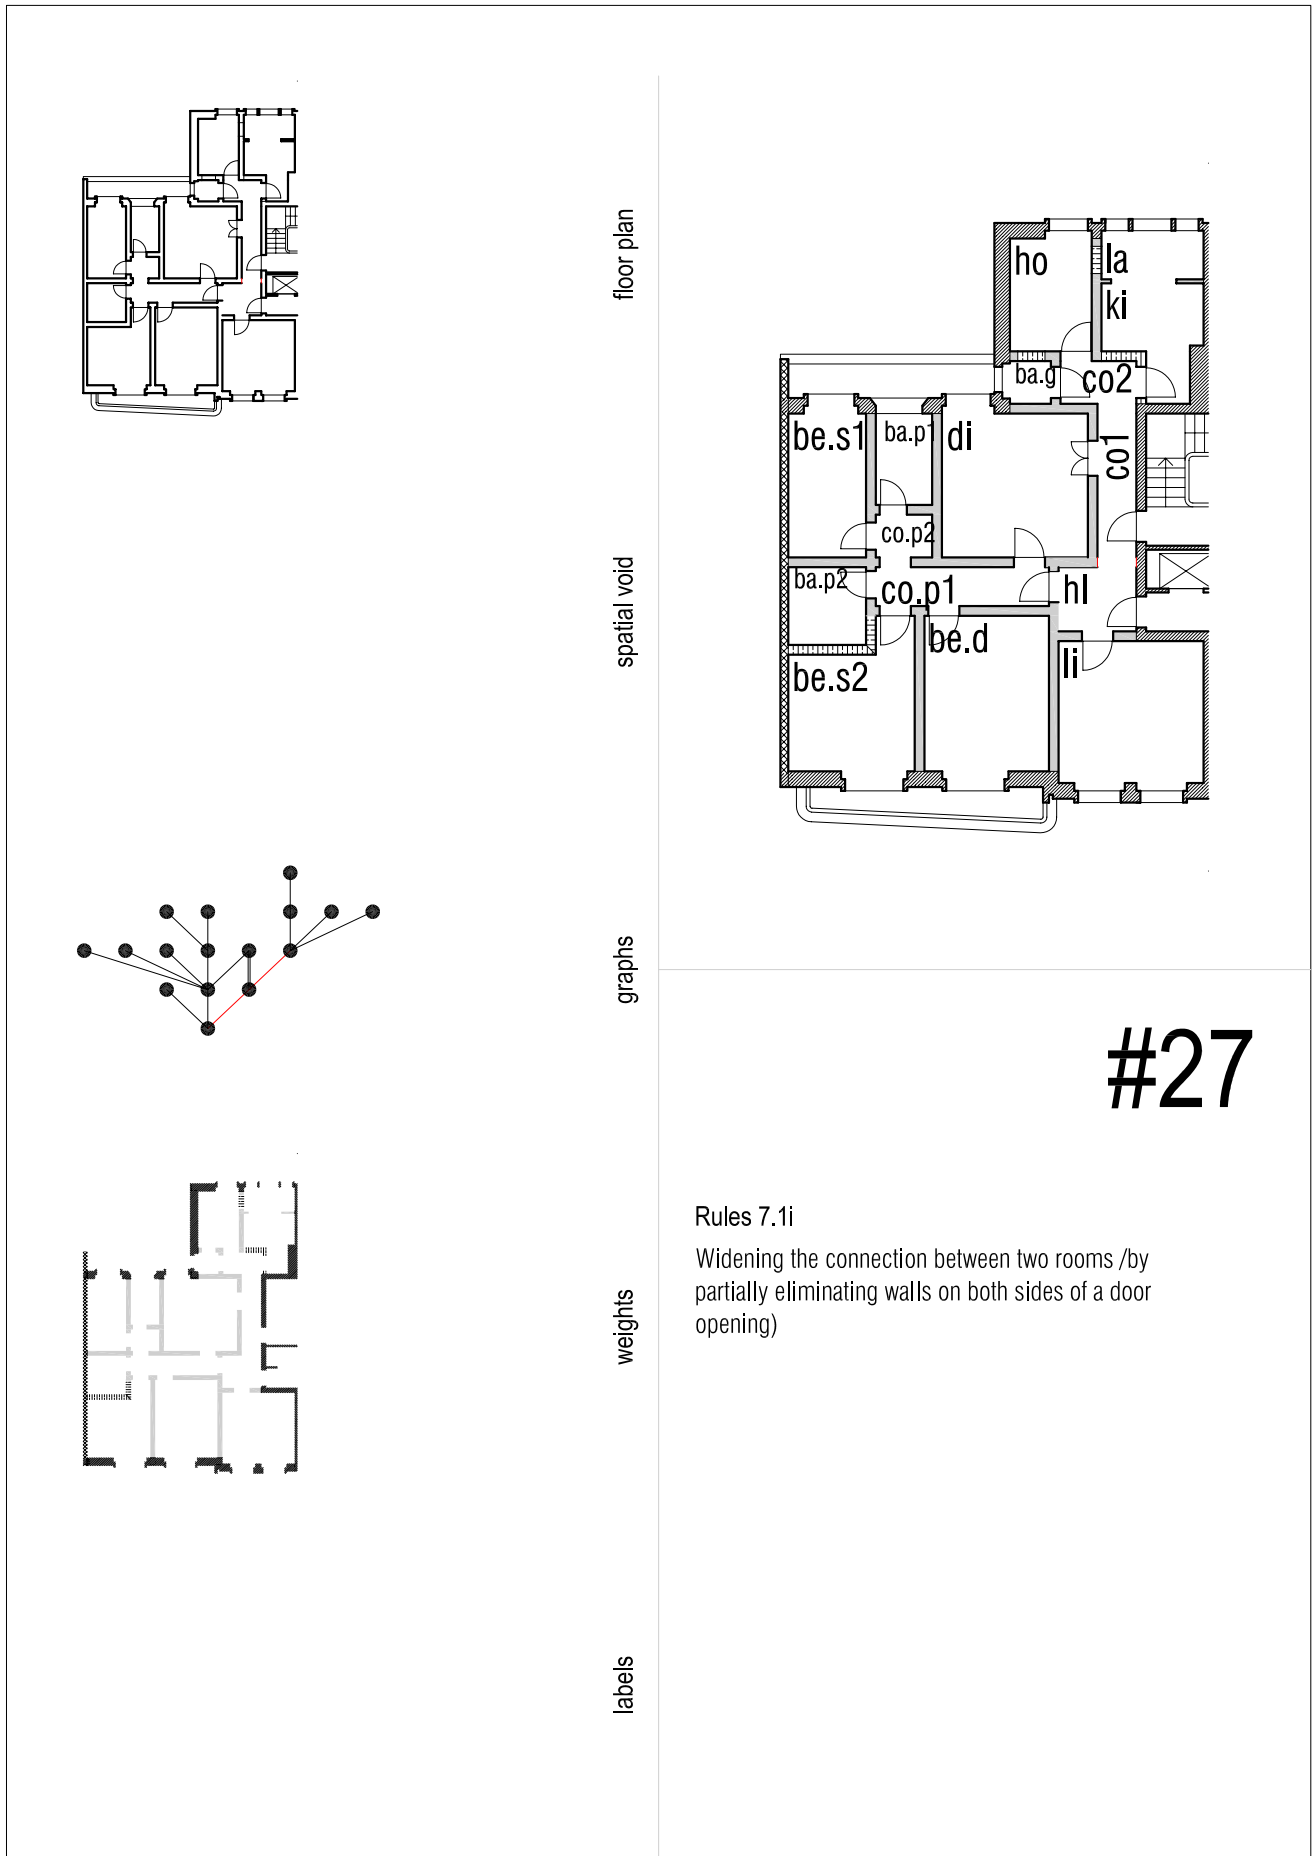 floor plan
spatial void
graphs
weights
labels
ho
la
ki
ba.g
co2
be.s1
ba.p1
di
co1
co.p2
ba.p2
co.p1
hl
be.d
li
be.s2
#27
Rules 7.1i
Widening the connection between two rooms /by
partially eliminating walls on both sides of a door
opening)